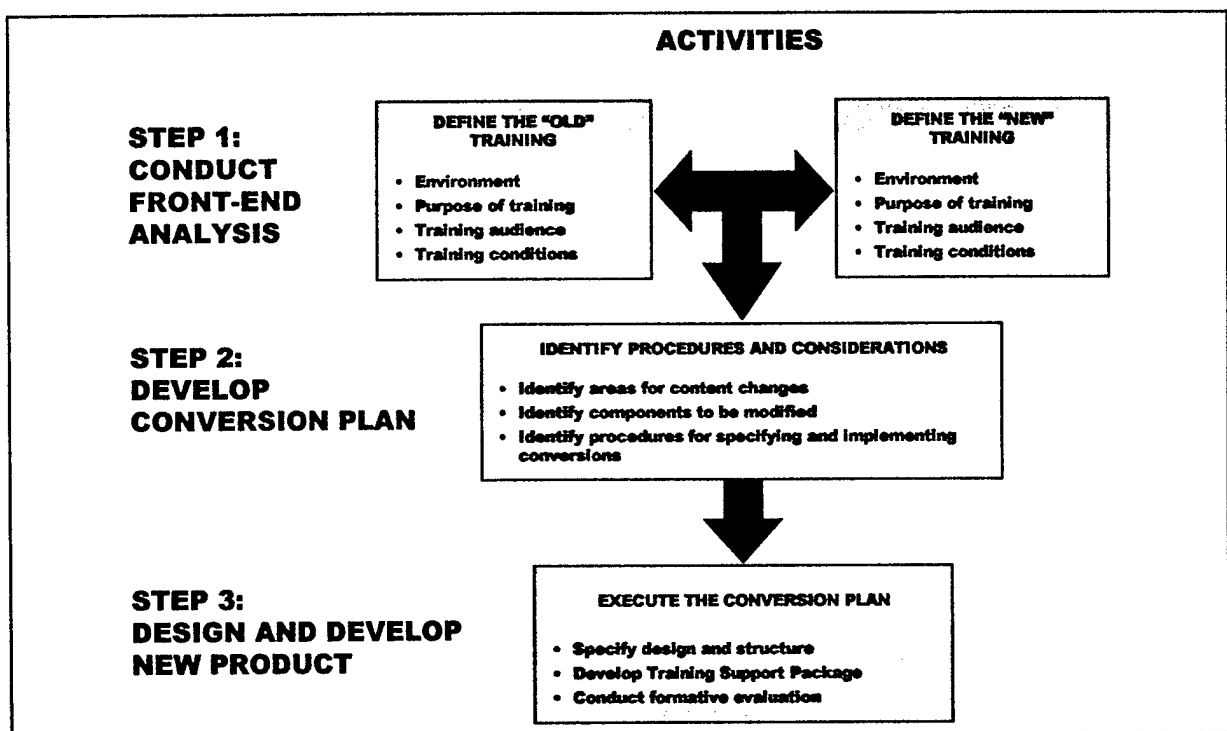 ACTIVITIES
STEP 1:
CONDUCT
FRONT-END
ANALYSIS
DEFINE THE "OLD"
TRAINING
• Environment
• Purpose of training
• Training audience
• Training conditions
DEFINE THE "NEW"
TRAINING
• Environment
• Purpose of training
• Training audience
• Training conditions
STEP 2:
DEVELOP
CONVERSION PLAN
IDENTIFY PROCEDURES AND CONSIDERATIONS
• Identify areas for content changes
• Identify components to be modified
• Identify procedures for specifying and implementing
conversions
STEP 3:
DESIGN AND DEVELOP
NEW PRODUCT
EXECUTE THE CONVERSION PLAN
• Specify design and structure
• Develop Training Support Package
• Conduct formative evaluation